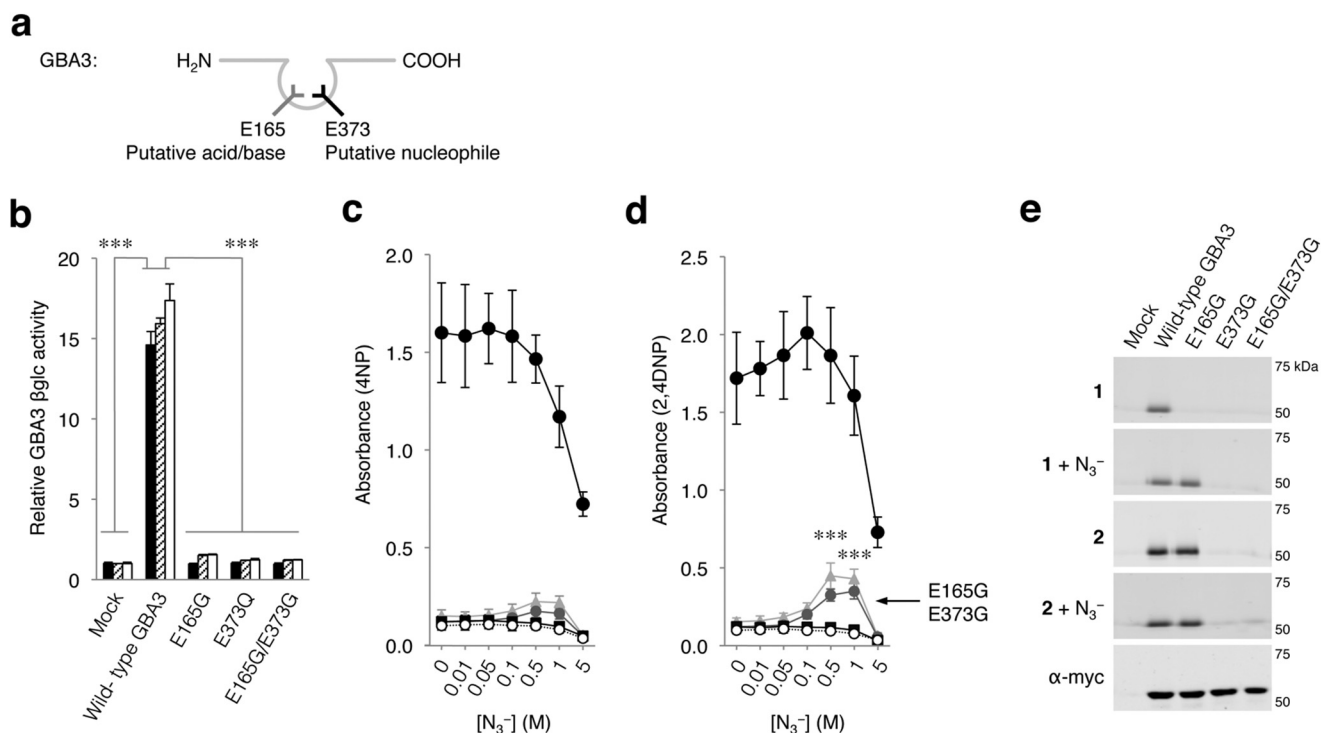 a
GBA3:
H₂N
COOH
E165
Putative acid/base
E373
Putative nucleophile
b
Relative GBA3 βglc activity
20
15
10
5
0
***
***
Mock
Wild- type GBA3
E165G
E373Q
E165G/E373G
c
Absorbance (4NP)
2.0
1.5
1.0
0.5
0.0
0
0.01
0.05
0.1
0.5
1
5
[N₃⁻] (M)
d
Absorbance (2,4DNP)
2.5
2.0
1.5
1.0
0.5
0.0
***
***
E165G
E373G
0
0.01
0.05
0.1
0.5
1
5
[N₃⁻] (M)
e
Mock
Wild-type GBA3
E165G
E373G
E165G/E373G
1
75 kDa
50
1 + N₃⁻
75
50
2
75
50
2 + N₃⁻
75
50
α-myc
75
50